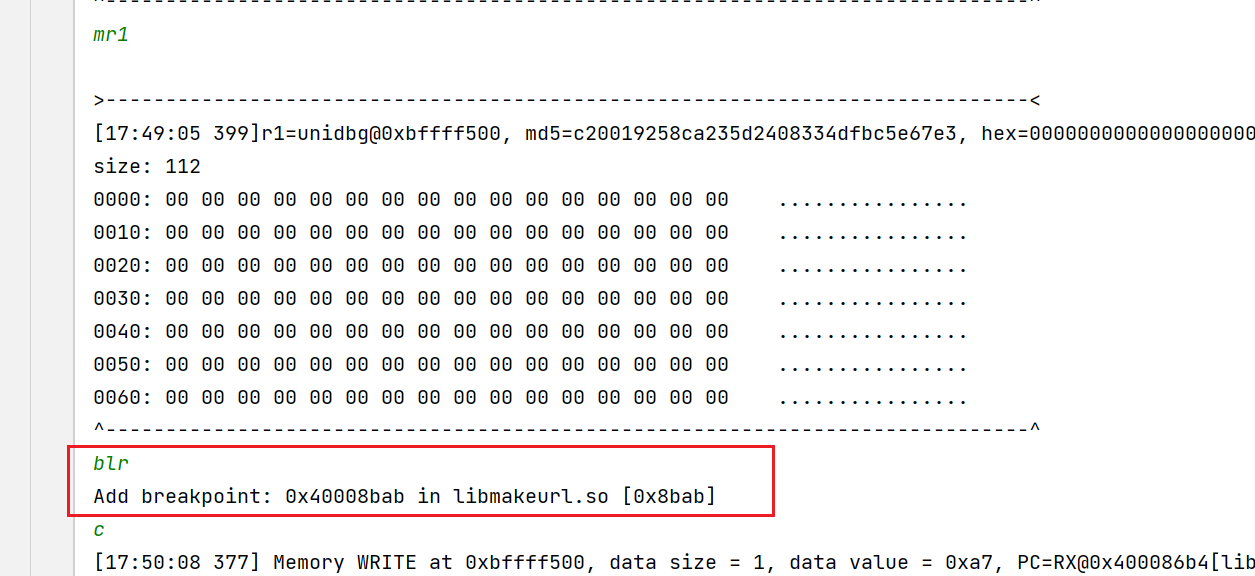 ^-----------------------------------------------------------------------------^
mr1
>-----------------------------------------------------------------------------<
[17:49:05 399]r1=unidbg@0xbffff500, md5=c20019258ca235d2408334dfbc5e67e3, hex=0000000000000000000
size: 112
0000: 00 00 00 00 00 00 00 00 00 00 00 00 00 00 00 00    ................
0010: 00 00 00 00 00 00 00 00 00 00 00 00 00 00 00 00    ................
0020: 00 00 00 00 00 00 00 00 00 00 00 00 00 00 00 00    ................
0030: 00 00 00 00 00 00 00 00 00 00 00 00 00 00 00 00    ................
0040: 00 00 00 00 00 00 00 00 00 00 00 00 00 00 00 00    ................
0050: 00 00 00 00 00 00 00 00 00 00 00 00 00 00 00 00    ................
0060: 00 00 00 00 00 00 00 00 00 00 00 00 00 00 00 00    ................
^-----------------------------------------------------------------------------^
blr
Add breakpoint: 0x40008bab in libmakeurl.so [0x8bab]
c
[17:50:08 377] Memory WRITE at 0xbffff500, data size = 1, data value = 0xa7, PC=RX@0x400086b4[lib